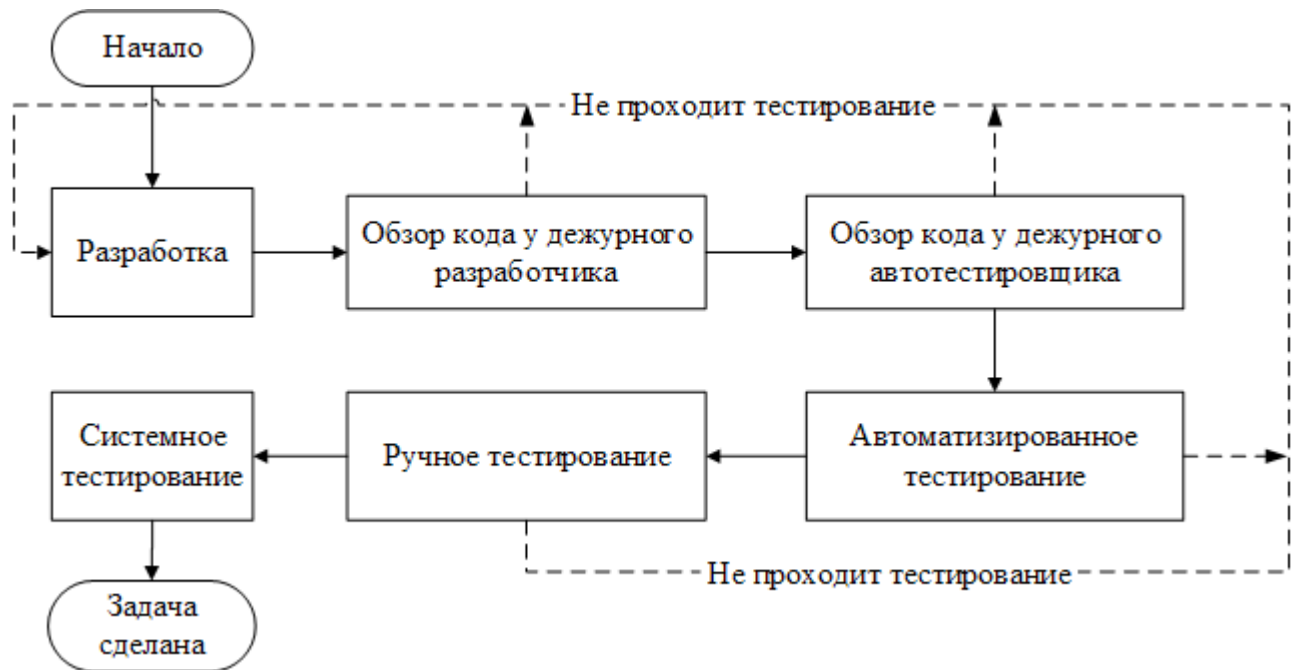 Начало
Не проходит тестирование
Разработка
Обзор кода у дежурного
разработчика
Обзор кода у дежурного
автотестировщика
Системное
тестирование
Ручное тестирование
Автоматизированное
тестирование
Не проходит тестирование
Задача
сделана